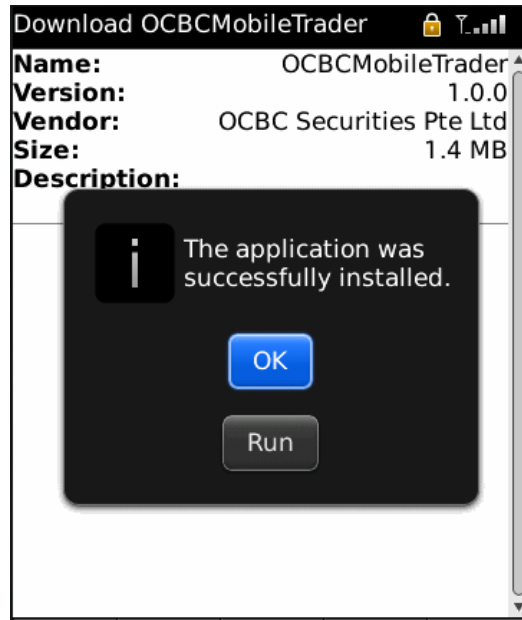 Download OCBCMobileTrader
Name: OCBCMobileTrader
Version: 1.0.0
Vendor: OCBC Securities Pte Ltd
Size: 1.4 MB
Description:
i
The application was
successfully installed.
OK
Run